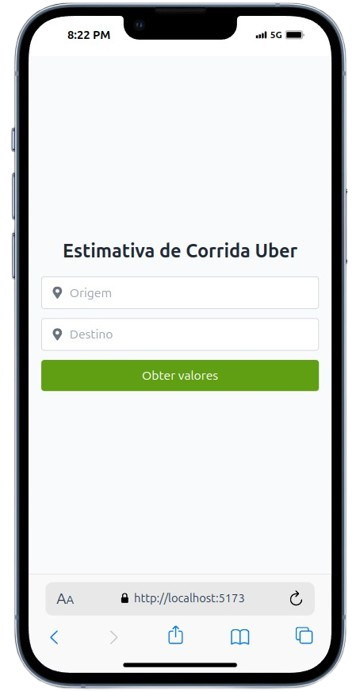 8:22 PM 5G
Estimativa de Corrida Uber
Origem
Destino
Obter valores
AA http://localhost:5173